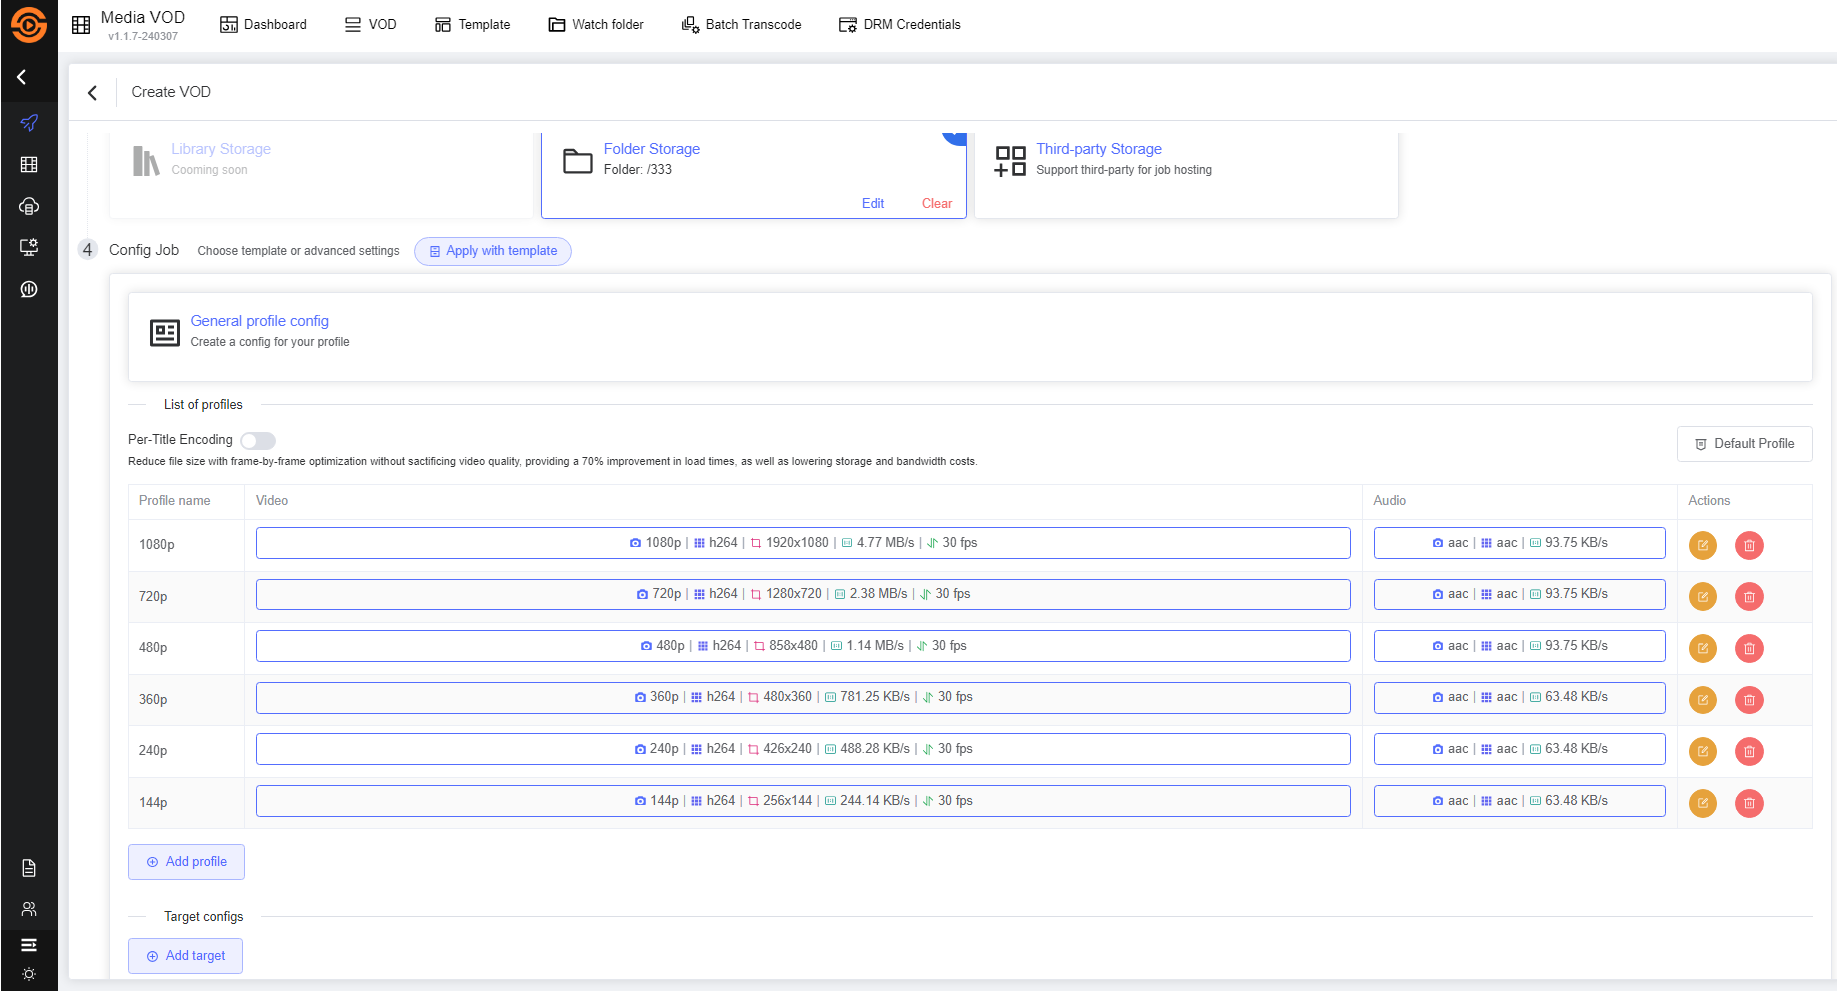 Media VOD
v1.1.7-240307
Dashboard
VOD
Template
Watch folder
Batch Transcode
DRM Credentials
Create VOD
Library Storage
Cooming soon
Folder Storage
Folder: /333
Edit
Clear
Third-party Storage
Support third-party for job hosting
4 Config Job Choose template or advanced settings Apply with template
General profile config
Create a config for your profile
List of profiles
Per-Title Encoding
Reduce file size with frame-by-frame optimization without sactificing video quality, providing a 70% improvement in load times, as well as lowering storage and bandwidth costs.
Default Profile
Profile name Video Audio Actions
1080p 1080p | h264 | 1920x1080 | 4.77 MB/s | 30 fps aac | aac | 93.75 KB/s
720p 720p | h264 | 1280x720 | 2.38 MB/s | 30 fps aac | aac | 93.75 KB/s
480p 480p | h264 | 858x480 | 1.14 MB/s | 30 fps aac | aac | 93.75 KB/s
360p 360p | h264 | 480x360 | 781.25 KB/s | 30 fps aac | aac | 63.48 KB/s
240p 240p | h264 | 426x240 | 488.28 KB/s | 30 fps aac | aac | 63.48 KB/s
144p 144p | h264 | 256x144 | 244.14 KB/s | 30 fps aac | aac | 63.48 KB/s
Add profile
Target configs
Add target